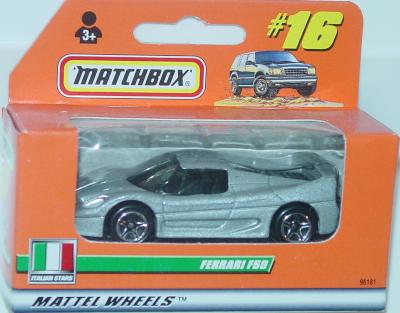 #16
3+
MATCHBOX®
FERRARI F50
ITALIAN STARS
96181
MATTEL WHEELS™